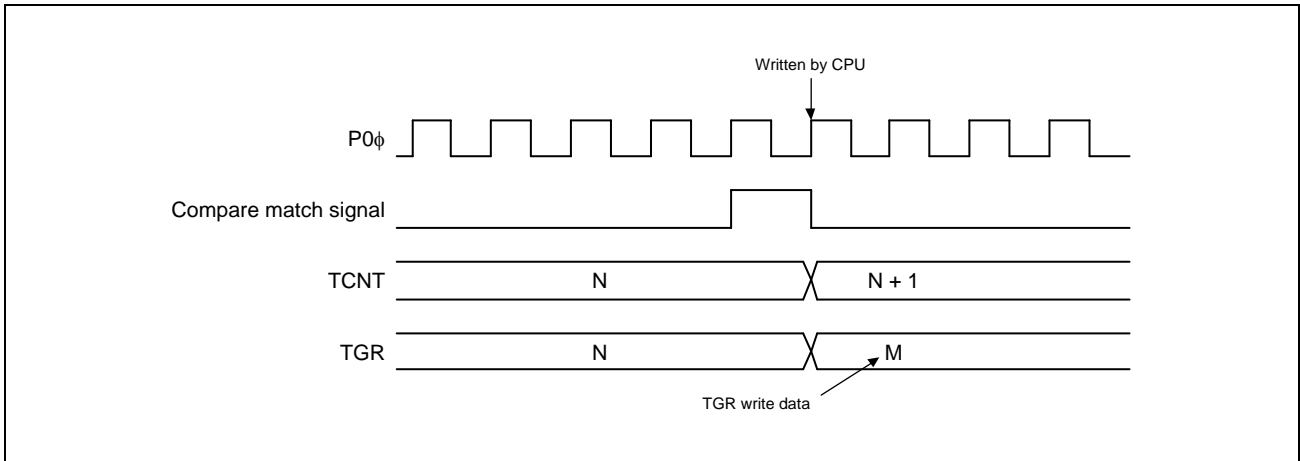 Written by CPU
P0ϕ
Compare match signal
TCNT N N + 1
TGR N M
TGR write data